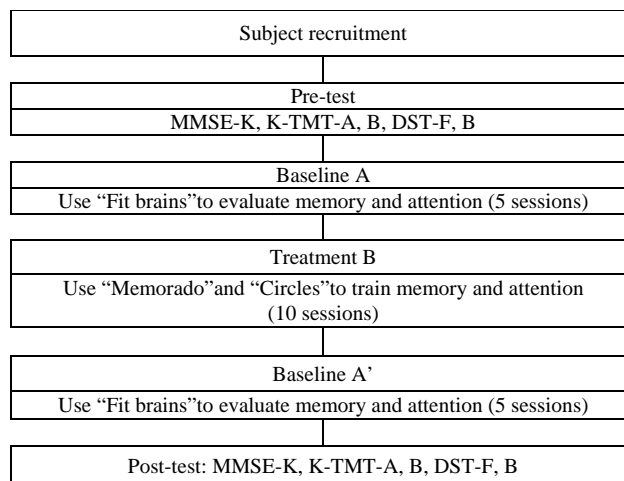 Subject recruitment
Pre-test
MMSE-K, K-TMT-A, B, DST-F, B
Baseline A
Use “Fit brains”to evaluate memory and attention (5 sessions)
Treatment B
Use “Memorado”and “Circles”to train memory and attention
(10 sessions)
Baseline A’
Use “Fit brains”to evaluate memory and attention (5 sessions)
Post-test: MMSE-K, K-TMT-A, B, DST-F, B